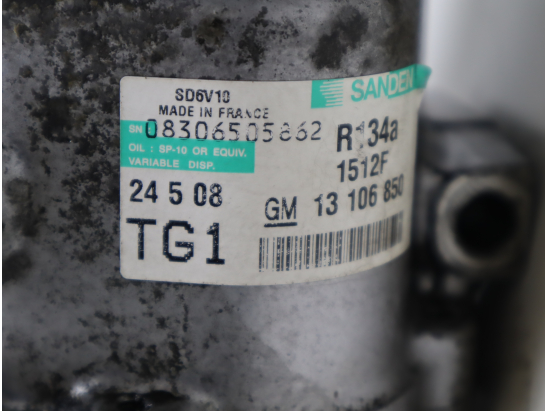 SANDEN
SD6V10
MADE IN FRANCE
SN 08306505862
R134a
OIL : SP-10 OR EQUIV.
VARIABLE DISP.
1512F
24 5 08
GM 13 106 850
TG1